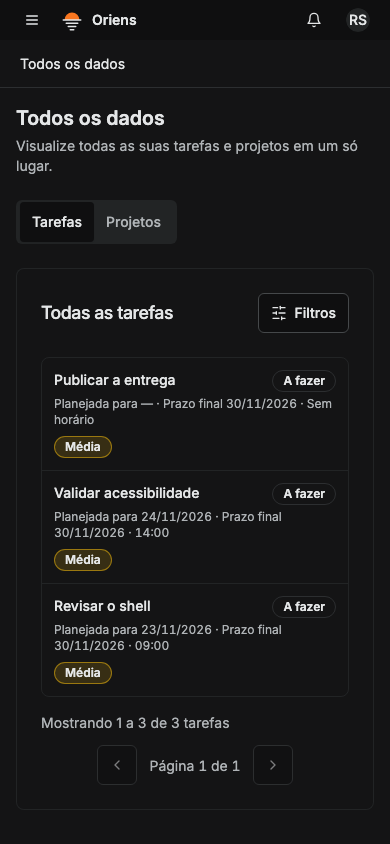 Oriens
RS
Todos os dados
Todos os dados
Visualize todas as suas tarefas e projetos em um só
lugar.
Tarefas
Projetos
Todas as tarefas
Filtros
Publicar a entrega
A fazer
Planejada para — · Prazo final 30/11/2026 · Sem
horário
Média
Validar acessibilidade
A fazer
Planejada para 24/11/2026 · Prazo final
30/11/2026 · 14:00
Média
Revisar o shell
A fazer
Planejada para 23/11/2026 · Prazo final
30/11/2026 · 09:00
Média
Mostrando 1 a 3 de 3 tarefas
Página 1 de 1